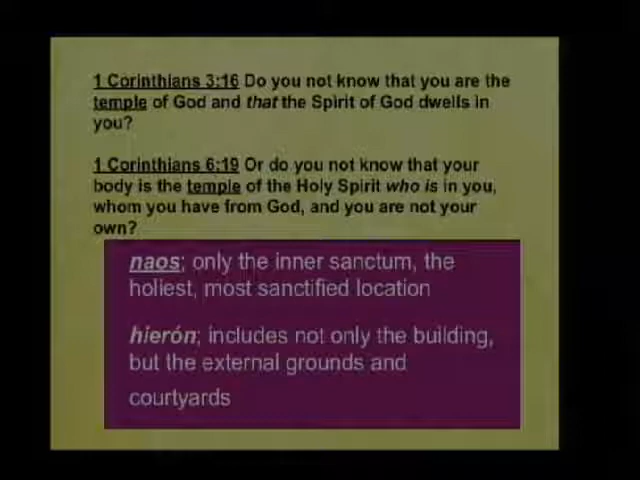 1 Corinthians 3:16 Do you not know that you are the
temple of God and that the Spirit of God dwells in
you?
1 Corinthians 6:19 Or do you not know that your
body is the temple of the Holy Spirit who is in you,
whom you have from God, and you are not your
own?
naos; only the inner sanctum, the
holiest, most sanctified location
hierón; includes not only the building,
but the external grounds and
courtyards